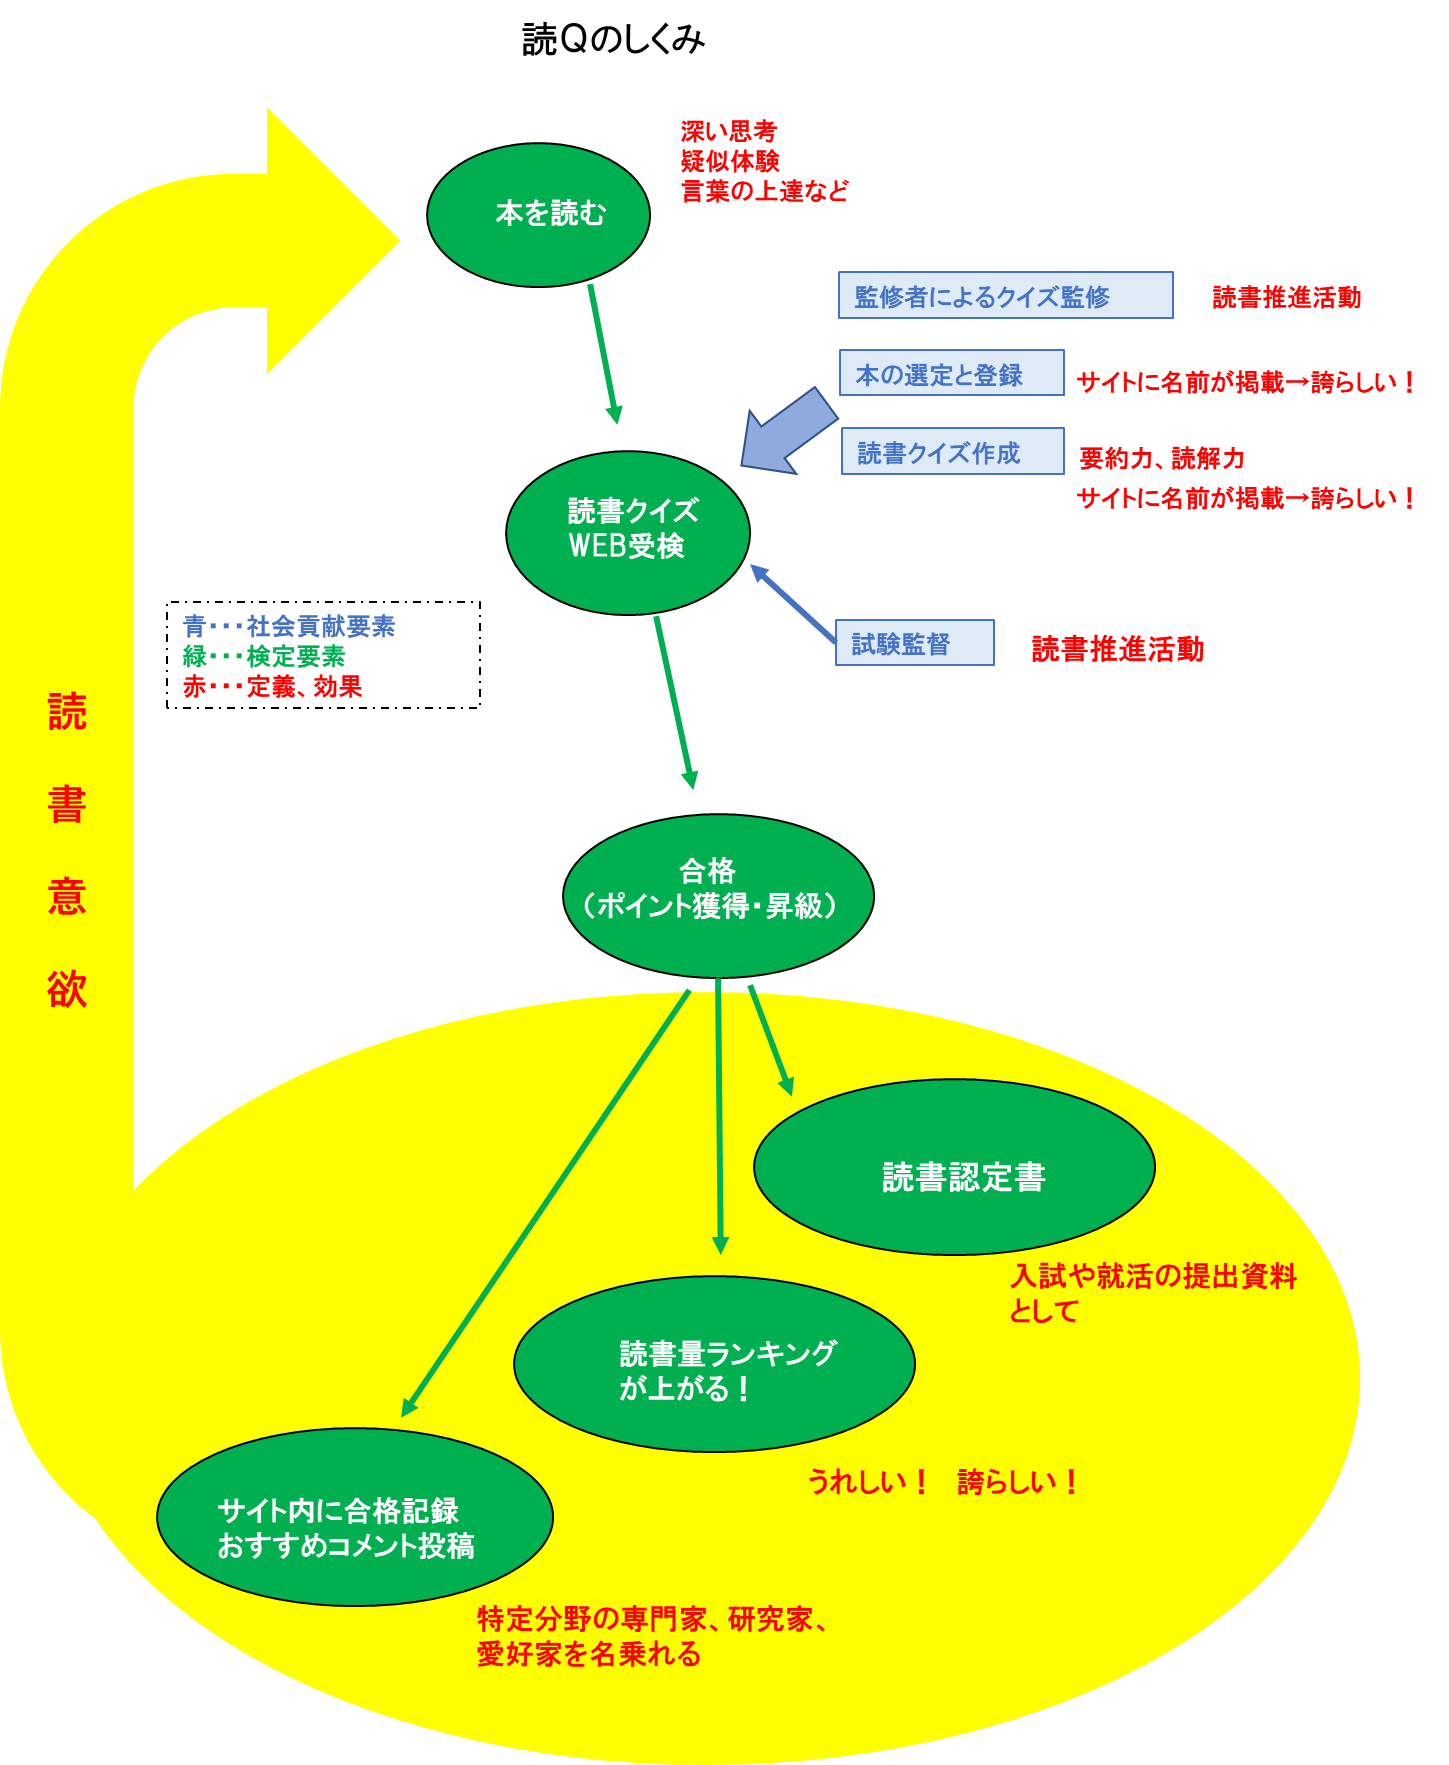 読Qのしくみ
深い思考
疑似体験
言葉の上達など
本を読む
監修者によるクイズ監修
読書推進活動
本の選定と登録
サイトに名前が掲載→誇らしい！
読書クイズ作成
要約力、読解力
サイトに名前が掲載→誇らしい！
読書クイズ
WEB受検
青・・・社会貢献要素
緑・・・検定要素
赤・・・定義、効果
試験監督
読書推進活動
読書意欲
合格
（ポイント獲得・昇級）
読書認定書
入試や就活の提出資料
として
読書量ランキング
が上がる！
うれしい！　誇らしい！
サイト内に合格記録
おすすめコメント投稿
特定分野の専門家、研究家、
愛好家を名乗れる